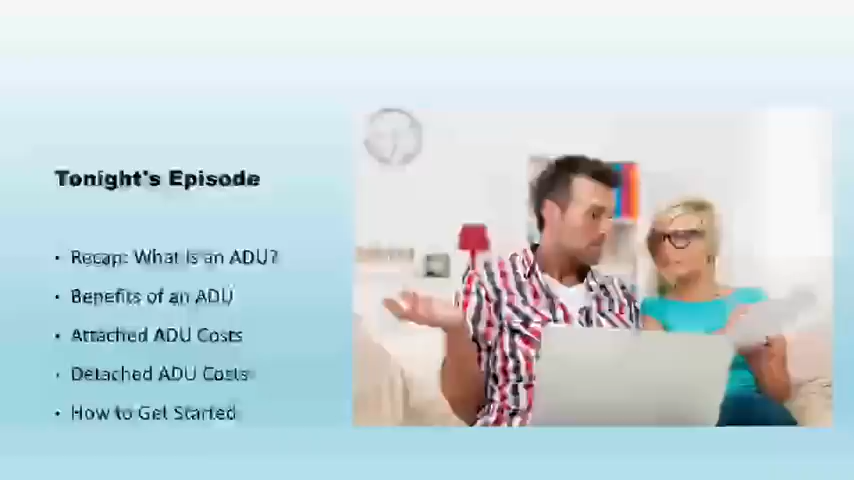 Tonight's Episode
• Recap: What is an ADU?
• Benefits of an ADU
• Attached ADU Costs
• Detached ADU Costs
• How to Get Started